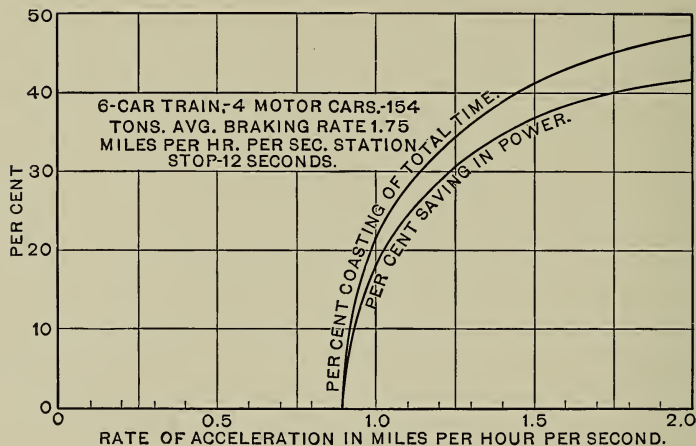 50
40
30
20
10
0
PER CENT
6-CAR TRAIN,-4 MOTOR CARS.-154
TONS. AVG. BRAKING RATE 1.75
MILES PER HR. PER SEC. STATION
STOP-12 SECONDS.
PER CENT COASTING OF TOTAL TIME.
PER CENT SAVING IN POWER.
0 0.5 1.0 1.5 2.0
RATE OF ACCELERATION IN MILES PER HOUR PER SECOND.